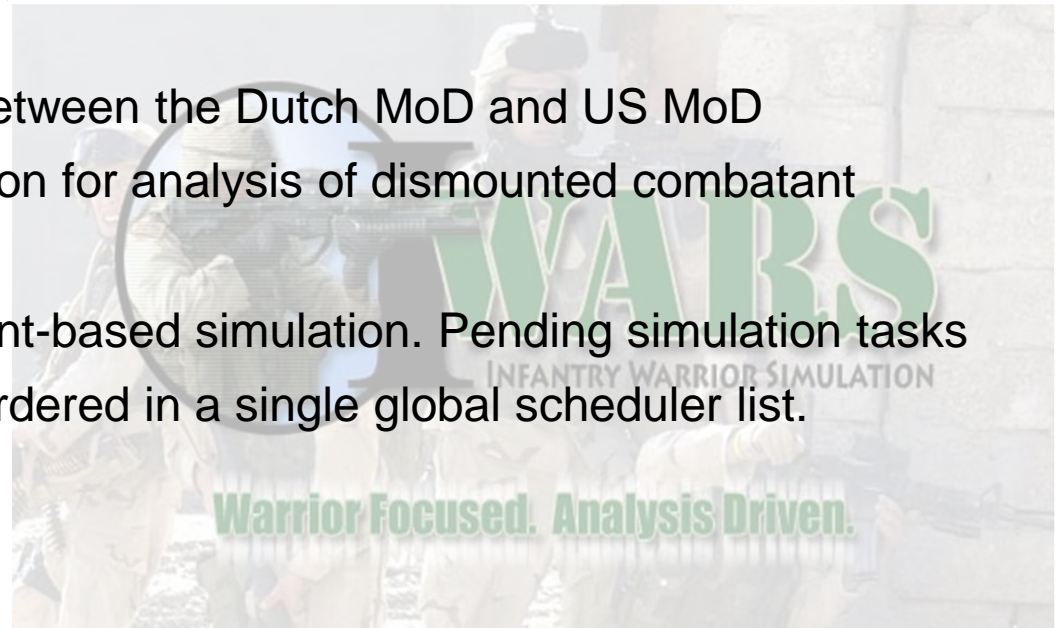 etween the Dutch MoD and US MoD
on for analysis of dismounted combatant
IWARS
nt-based simulation. Pending simulation tasks
INFANTRY WARRIOR SIMULATION
rdered in a single global scheduler list.
Warrior Focused. Analysis Driven.